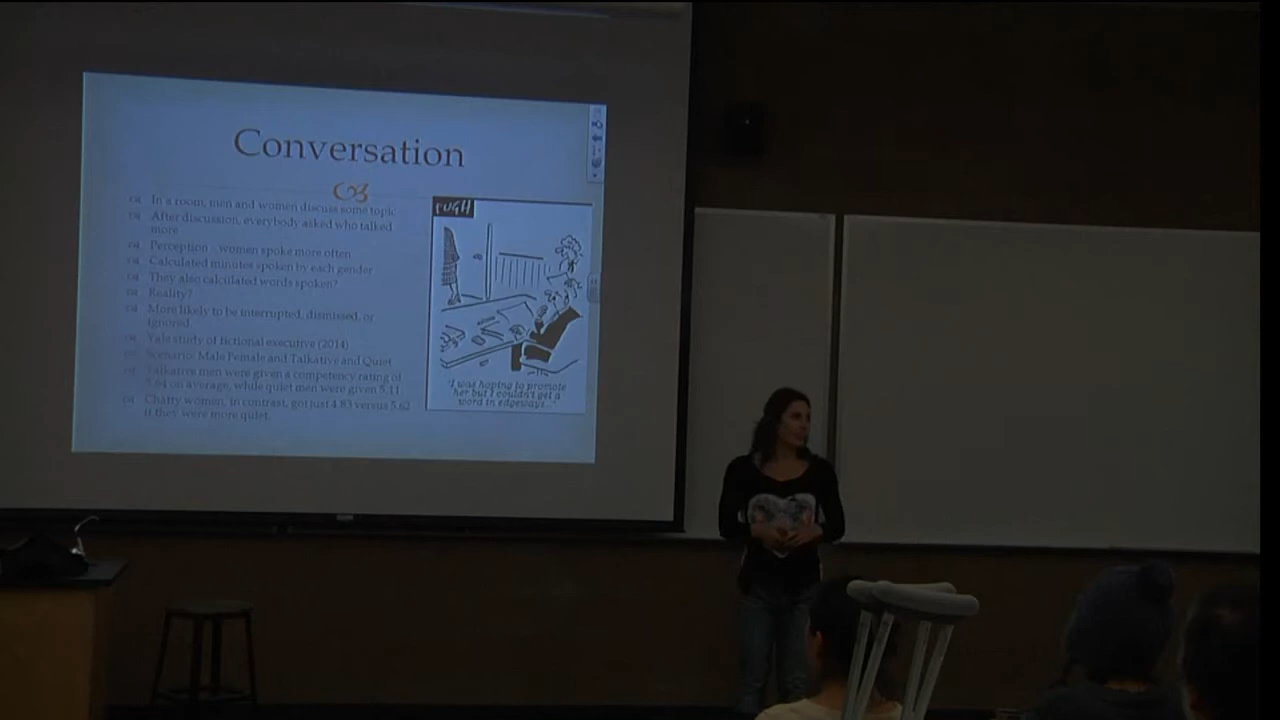 Conversation
In a room, men and women discuss some topic
After discussion, everybody asked who talked
more
Perception - women spoke more often
Calculated minutes spoken by each gender
They also calculated words spoken?
Reality?
More likely to be interrupted, dismissed, or
ignored
Yale study of fictional executive (2014)
Scenario: Male Female and Talkative and Quiet
Talkative men were given a competency rating of
5.64 on average, while quiet men were given 5.11
Chatty women, in contrast, got just 4.83 versus 5.62
if they were more quiet.
PUGH
"I was hoping to promote
her but I couldn't get a
word in edgeways..."